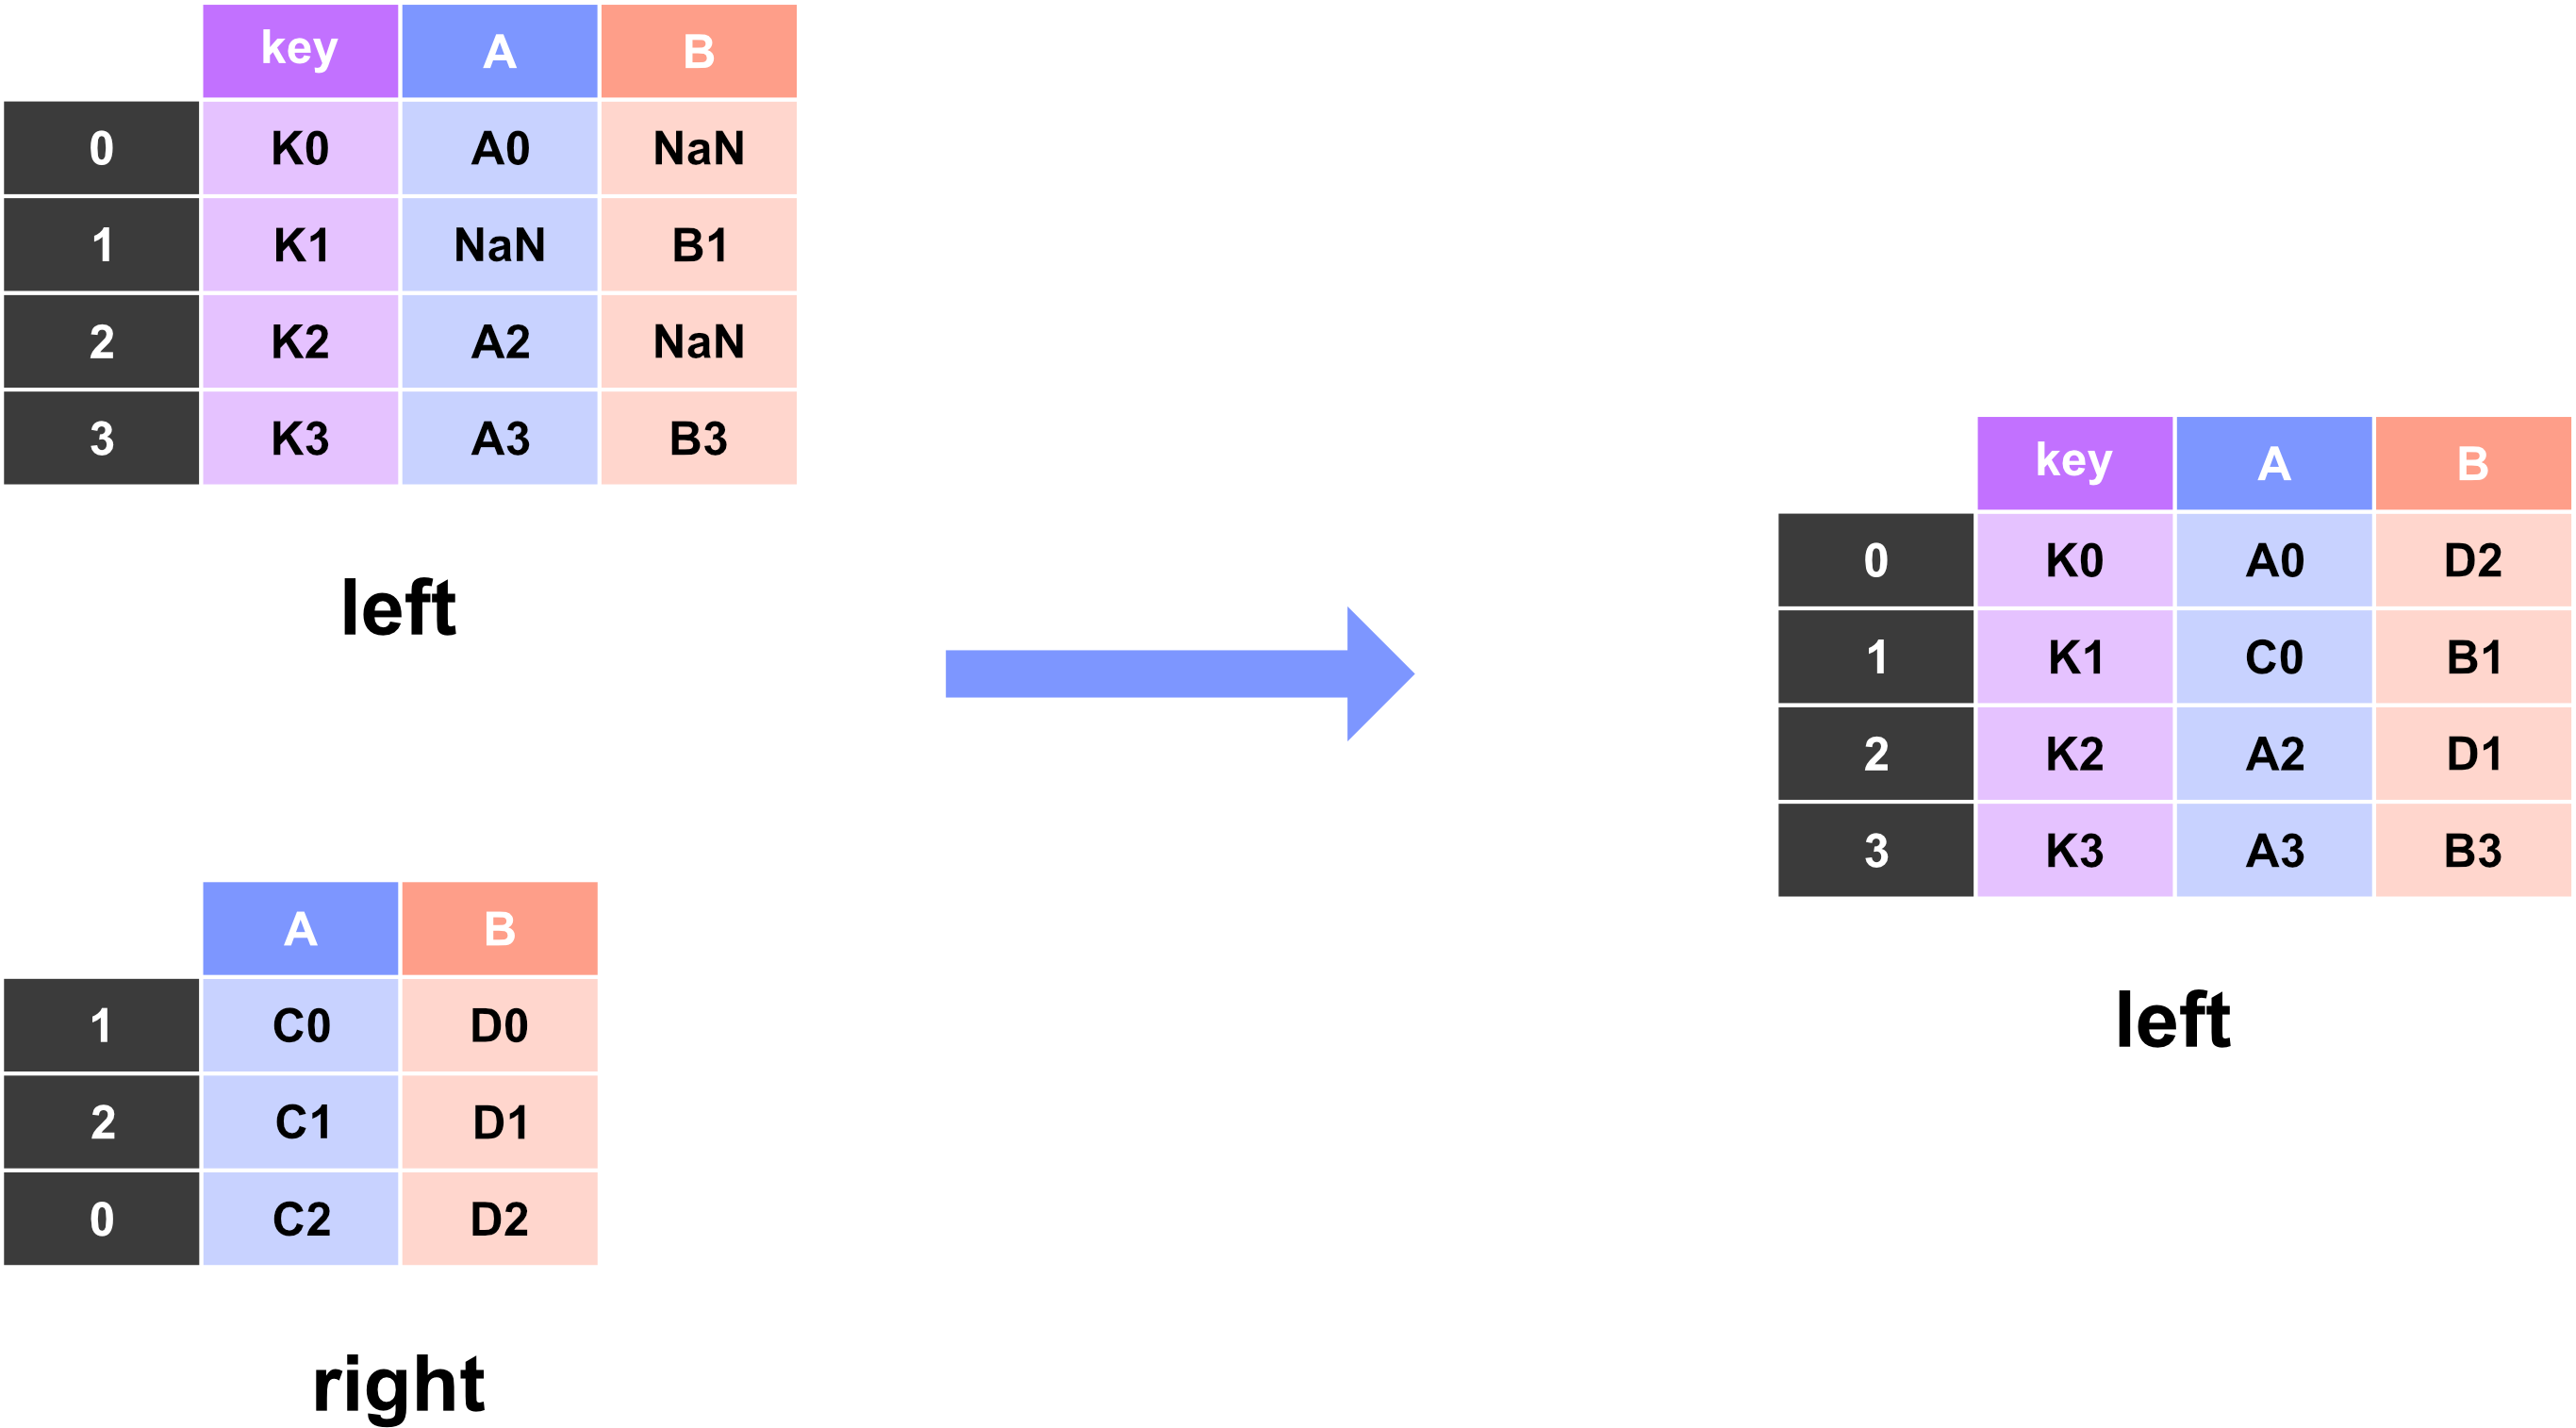 key A B
0 K0 A0 NaN
1 K1 NaN B1
2 K2 A2 NaN
3 K3 A3 B3
left
A B
1 C0 D0
2 C1 D1
0 C2 D2
right
key A B
0 K0 A0 D2
1 K1 C0 B1
2 K2 A2 D1
3 K3 A3 B3
left